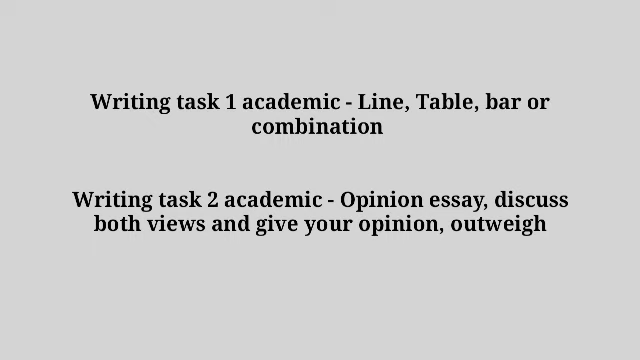 Writing task 1 academic - Line, Table, bar or
combination
Writing task 2 academic - Opinion essay, discuss
both views and give your opinion, outweigh